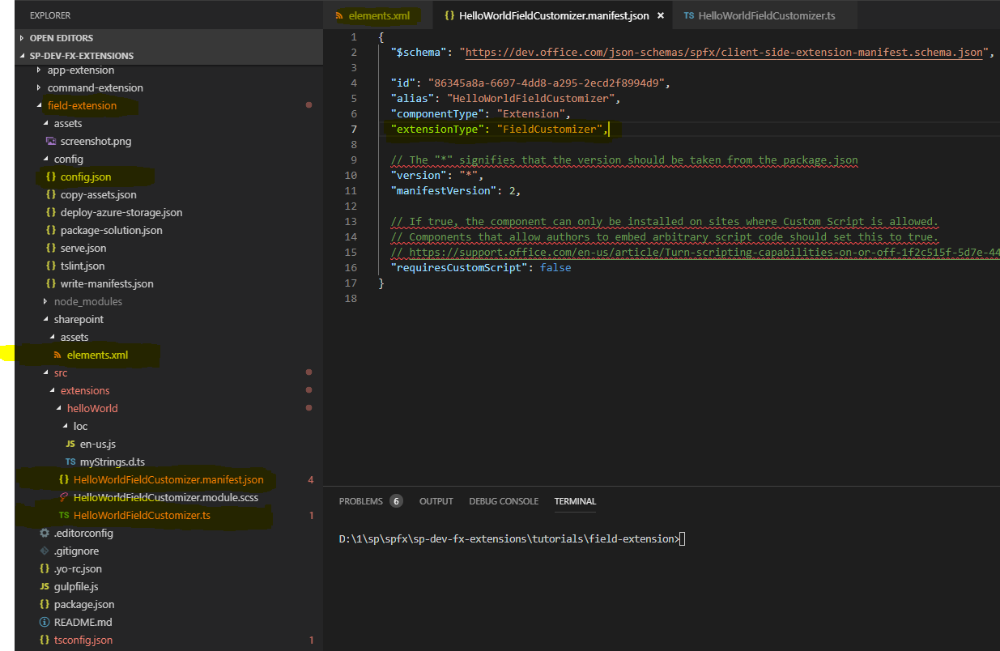 EXPLORER
OPEN EDITORS
SP-DEV-FX-EXTENSIONS
app-extension
command-extension
field-extension
assets
screenshot.png
config
{} config.json
{} copy-assets.json
{} deploy-azure-storage.json
{} package-solution.json
{} serve.json
{} tslint.json
{} write-manifests.json
node_modules
sharepoint
assets
elements.xml
src
extensions
helloWorld
loc
JS en-us.js
TS myStrings.d.ts
{} HelloWorldFieldCustomizer.manifest.json 4
HelloWorldFieldCustomizer.module.scss
TS HelloWorldFieldCustomizer.ts 1
.editorconfig
.gitignore
{} .yo-rc.json
JS gulpfile.js
{} package.json
README.md
{} tsconfig.json 1
elements.xml {} HelloWorldFieldCustomizer.manifest.json × TS HelloWorldFieldCustomizer.ts
1 {
2 "$schema": "https://dev.office.com/json-schemas/spfx/client-side-extension-manifest.schema.json",
3
4 "id": "86345a8a-6697-4dd8-a295-2ecd2f8994d9",
5 "alias": "HelloWorldFieldCustomizer",
6 "componentType": "Extension",
7 "extensionType": "FieldCustomizer",
8
9 // The "*" signifies that the version should be taken from the package.json
10 "version": "*",
11 "manifestVersion": 2,
12
13 // If true, the component can only be installed on sites where Custom Script is allowed.
14 // Components that allow authors to embed arbitrary script code should set this to true.
15 // https://support.office.com/en-us/article/Turn-scripting-capabilities-on-or-off-1f2c515f-5d7e-44
16 "requiresCustomScript": false
17 }
18
PROBLEMS 6 OUTPUT DEBUG CONSOLE TERMINAL
D:\1\sp\spfx\sp-dev-fx-extensions\tutorials\field-extension>